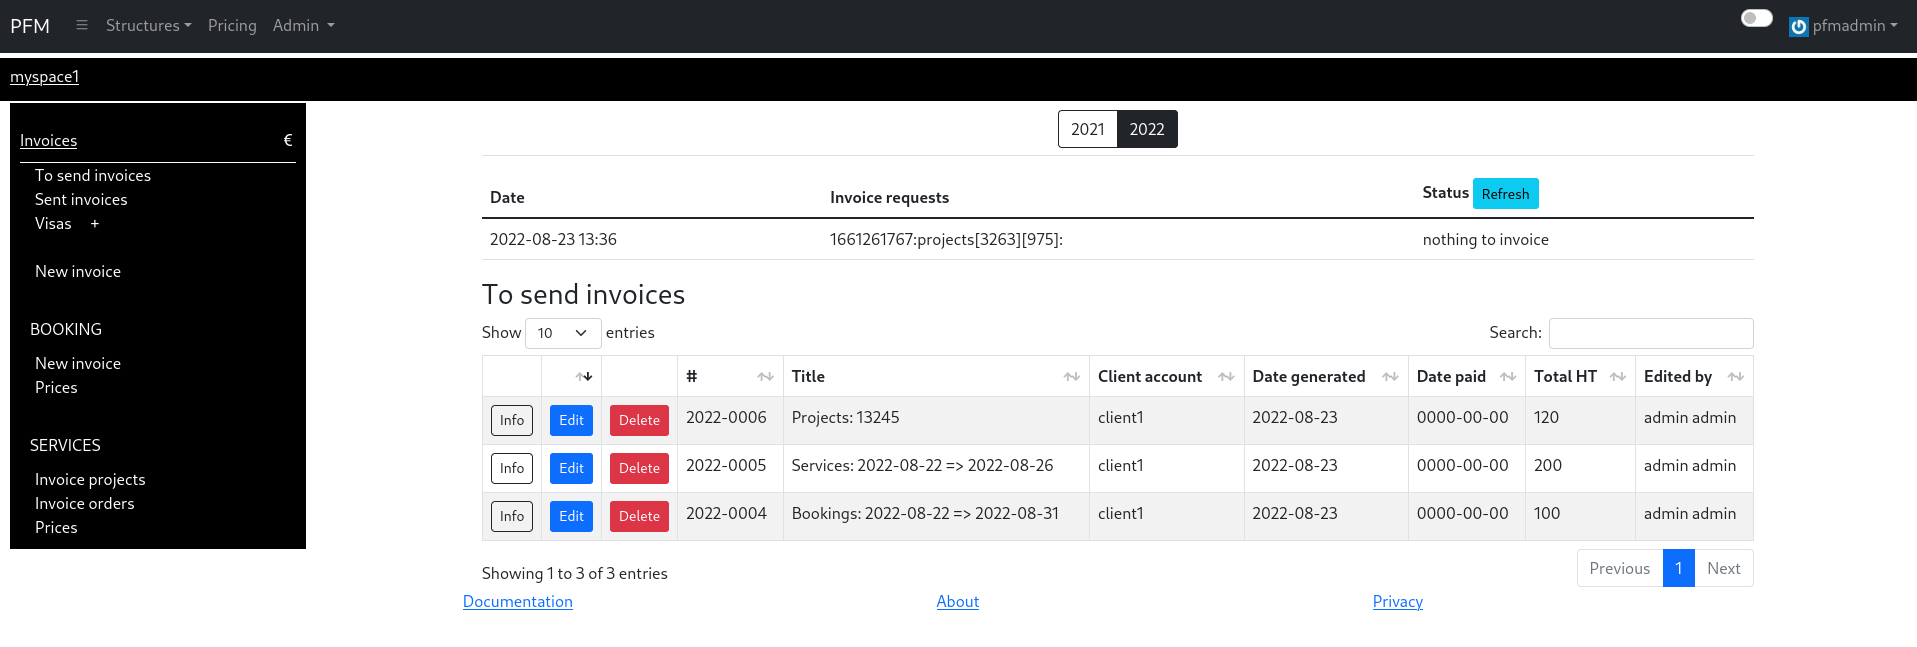 PFM ☰ Structures Pricing Admin pfmadmin
myspace1
Invoices €
To send invoices
Sent invoices
Visas +
New invoice
BOOKING
New invoice
Prices
SERVICES
Invoice projects
Invoice orders
Prices
2021 2022
Date Invoice requests Status Refresh
2022-08-23 13:36 1661261767:projects[3263][975]: nothing to invoice
To send invoices
Show 10 entries Search:
# Title Client account Date generated Date paid Total HT Edited by
Info Edit Delete 2022-0006 Projects: 13245 client1 2022-08-23 0000-00-00 120 admin admin
Info Edit Delete 2022-0005 Services: 2022-08-22 => 2022-08-26 client1 2022-08-23 0000-00-00 200 admin admin
Info Edit Delete 2022-0004 Bookings: 2022-08-22 => 2022-08-31 client1 2022-08-23 0000-00-00 100 admin admin
Showing 1 to 3 of 3 entries Previous 1 Next
Documentation About Privacy